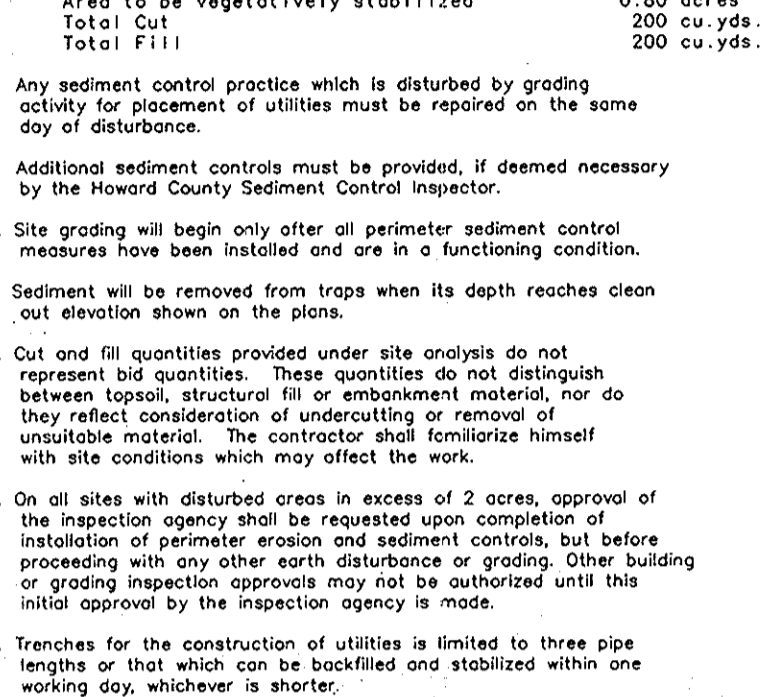 Area to be vegetatively stabilized 0.80 acres
Total Cut 200 cu.yds.
Total Fill 200 cu.yds.
Any sediment control practice which is disturbed by grading
activity for placement of utilities must be repaired on the same
day of disturbance.
Additional sediment controls must be provided, if deemed necessary
by the Howard County Sediment Control Inspector.
Site grading will begin only after all perimeter sediment control
measures have been installed and are in a functioning condition.
Sediment will be removed from traps when its depth reaches clean
out elevation shown on the plans.
Cut and fill quantities provided under site analysis do not
represent bid quantities. These quantities do not distinguish
between topsoil, structural fill or embankment material, nor do
they reflect consideration of undercutting or removal of
unsuitable material. The contractor shall familiarize himself
with site conditions which may affect the work.
On all sites with disturbed areas in excess of 2 acres, approval of
the inspection agency shall be requested upon completion of
installation of perimeter erosion and sediment controls, but before
proceeding with any other earth disturbance or grading. Other building
or grading inspection approvals may not be authorized until this
initial approval by the inspection agency is made.
Trenches for the construction of utilities is limited to three pipe
lengths or that which can be backfilled and stabilized within one
working day, whichever is shorter.